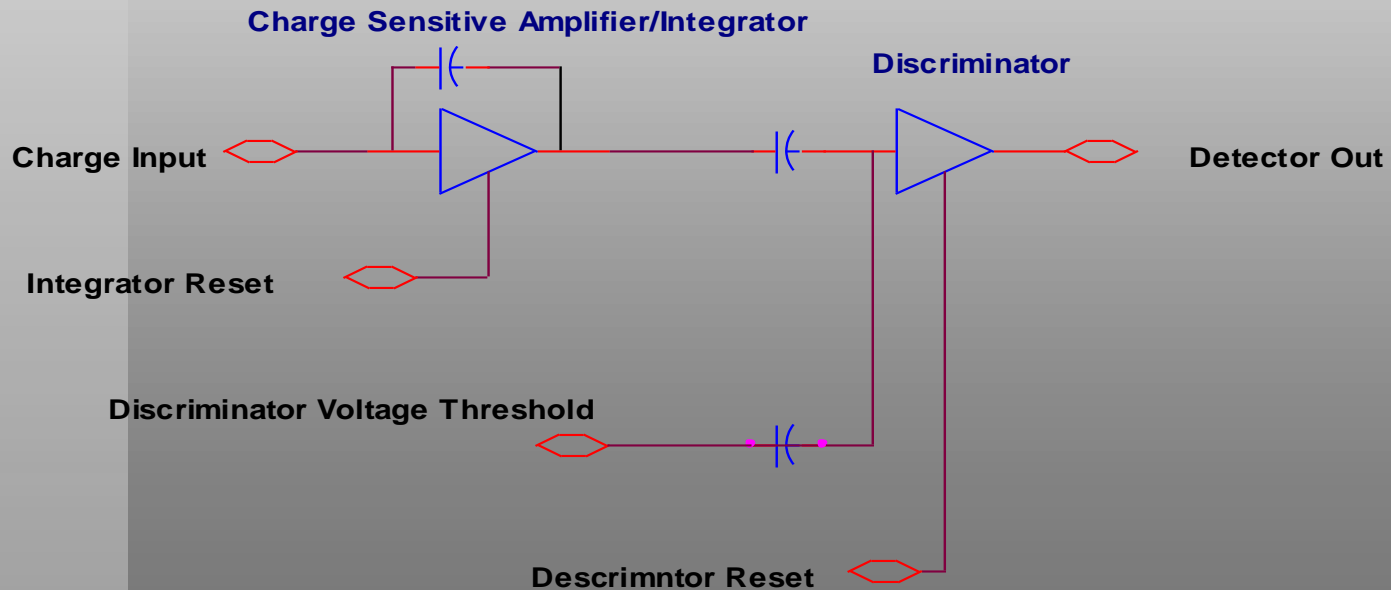 Charge Sensitive Amplifier/Integrator
Discriminator
Charge Input
Detector Out
Integrator Reset
Discriminator Voltage Threshold
Descrimntor Reset